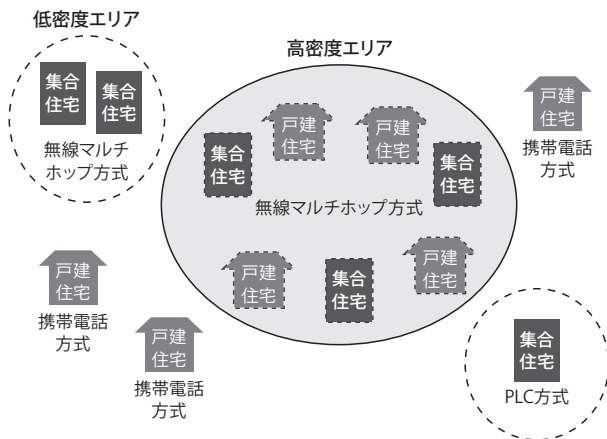 低密度エリア
集合
住宅
集合
住宅
無線マルチ
ホップ方式
高密度エリア
戸建
住宅
戸建
住宅
集合
住宅
集合
住宅
無線マルチホップ方式
戸建
住宅
集合
住宅
戸建
住宅
戸建
住宅
携帯電話
方式
戸建
住宅
携帯電話
方式
戸建
住宅
携帯電話
方式
集合
住宅
PLC方式